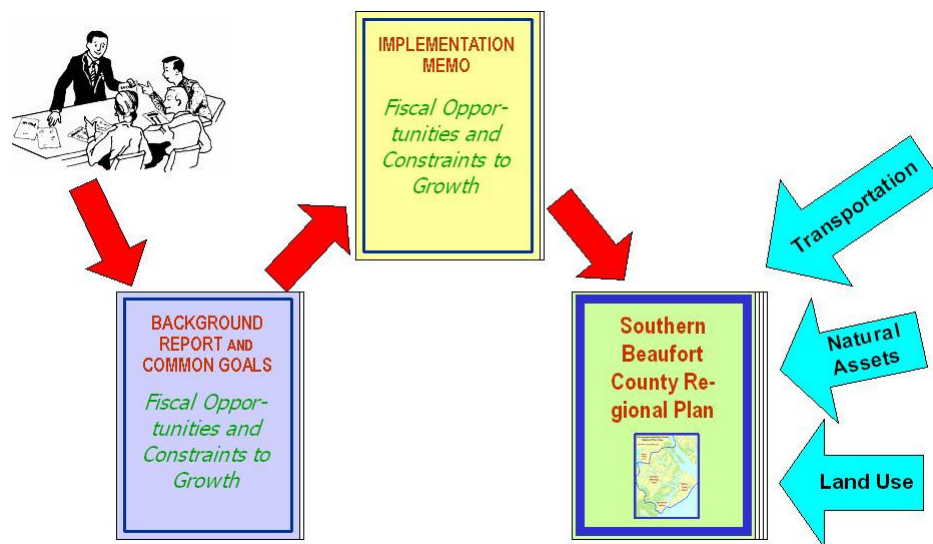 IMPLEMENTATION
MEMO
Fiscal Oppor-
tunities and
Constraints to
Growth
BACKGROUND
REPORT AND
COMMON GOALS
Fiscal Oppor-
tunities and
Constraints to
Growth
Southern
Beaufort
County Re-
gional Plan
Transportation
Natural
Assets
Land Use